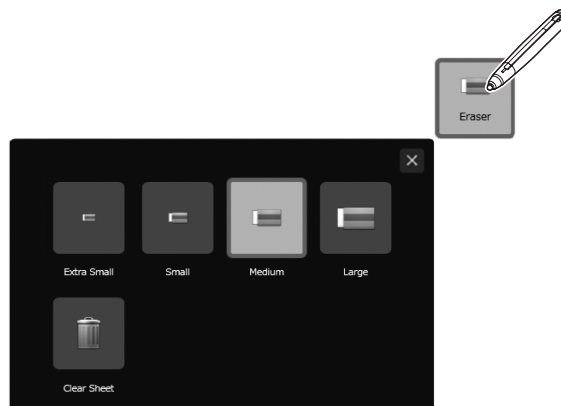 Eraser
Extra Small
Small
Medium
Large
Clear Sheet